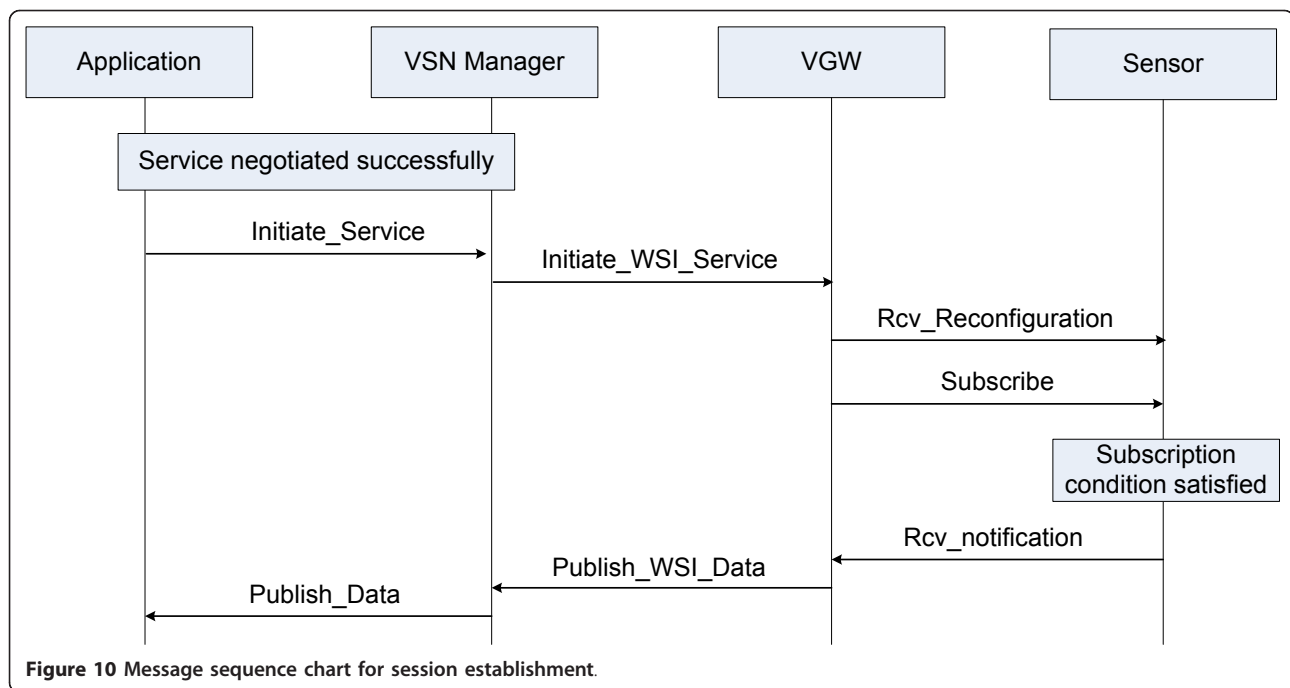 Application
VSN Manager
VGW
Sensor
Service negotiated successfully
Initiate_Service
Initiate_WSI_Service
Rcv_Reconfiguration
Subscribe
Subscription
condition satisfied
Rcv_notification
Publish_WSI_Data
Publish_Data
Figure 10 Message sequence chart for session establishment.